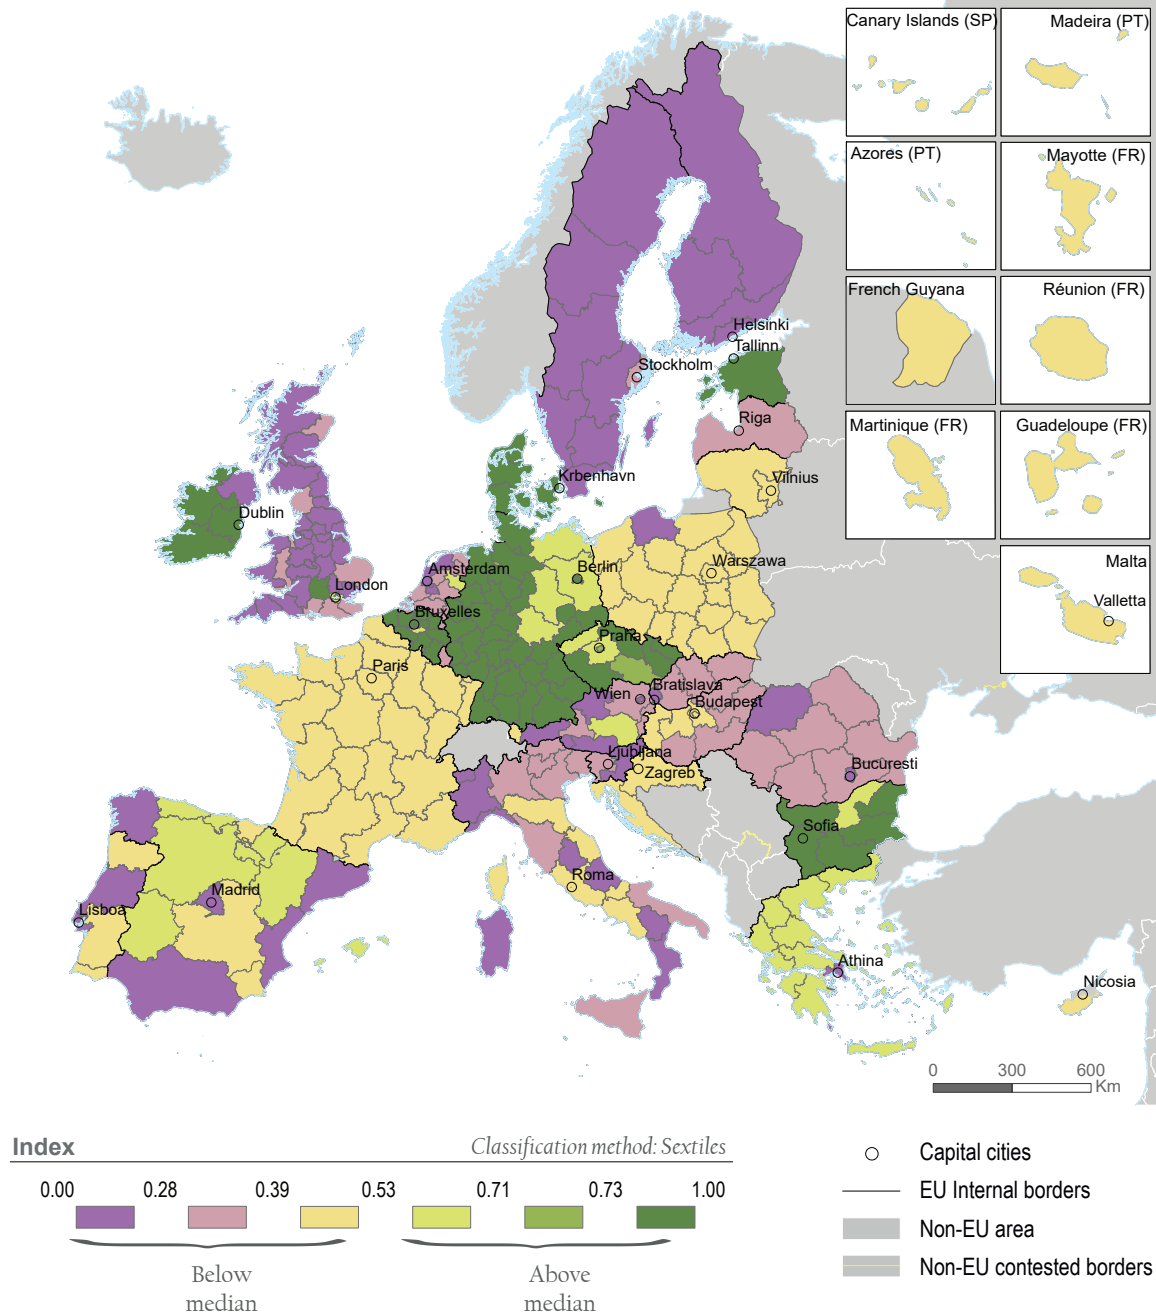 Canary Islands (SP)
Madeira (PT)
Azores (PT)
Mayotte (FR)
French Guyana
Réunion (FR)
Martinique (FR)
Guadeloupe (FR)
Malta
Valletta
Helsinki
Tallinn
Stockholm
Riga
Krbenhavn
Vilnius
Dublin
Amsterdam
Berlin
Warszawa
London
Bruxelles
Praha
Paris
Wien
Bratislava
Budapest
Ljubljana
Zagreb
Bucuresti
Sofia
Roma
Madrid
Lisboa
Athina
Nicosia
0 300 600
Km
Index
Classification method: Sextiles
0.00 0.28 0.39 0.53 0.71 0.73 1.00
Below
median
Above
median
Capital cities
EU Internal borders
Non-EU area
Non-EU contested borders